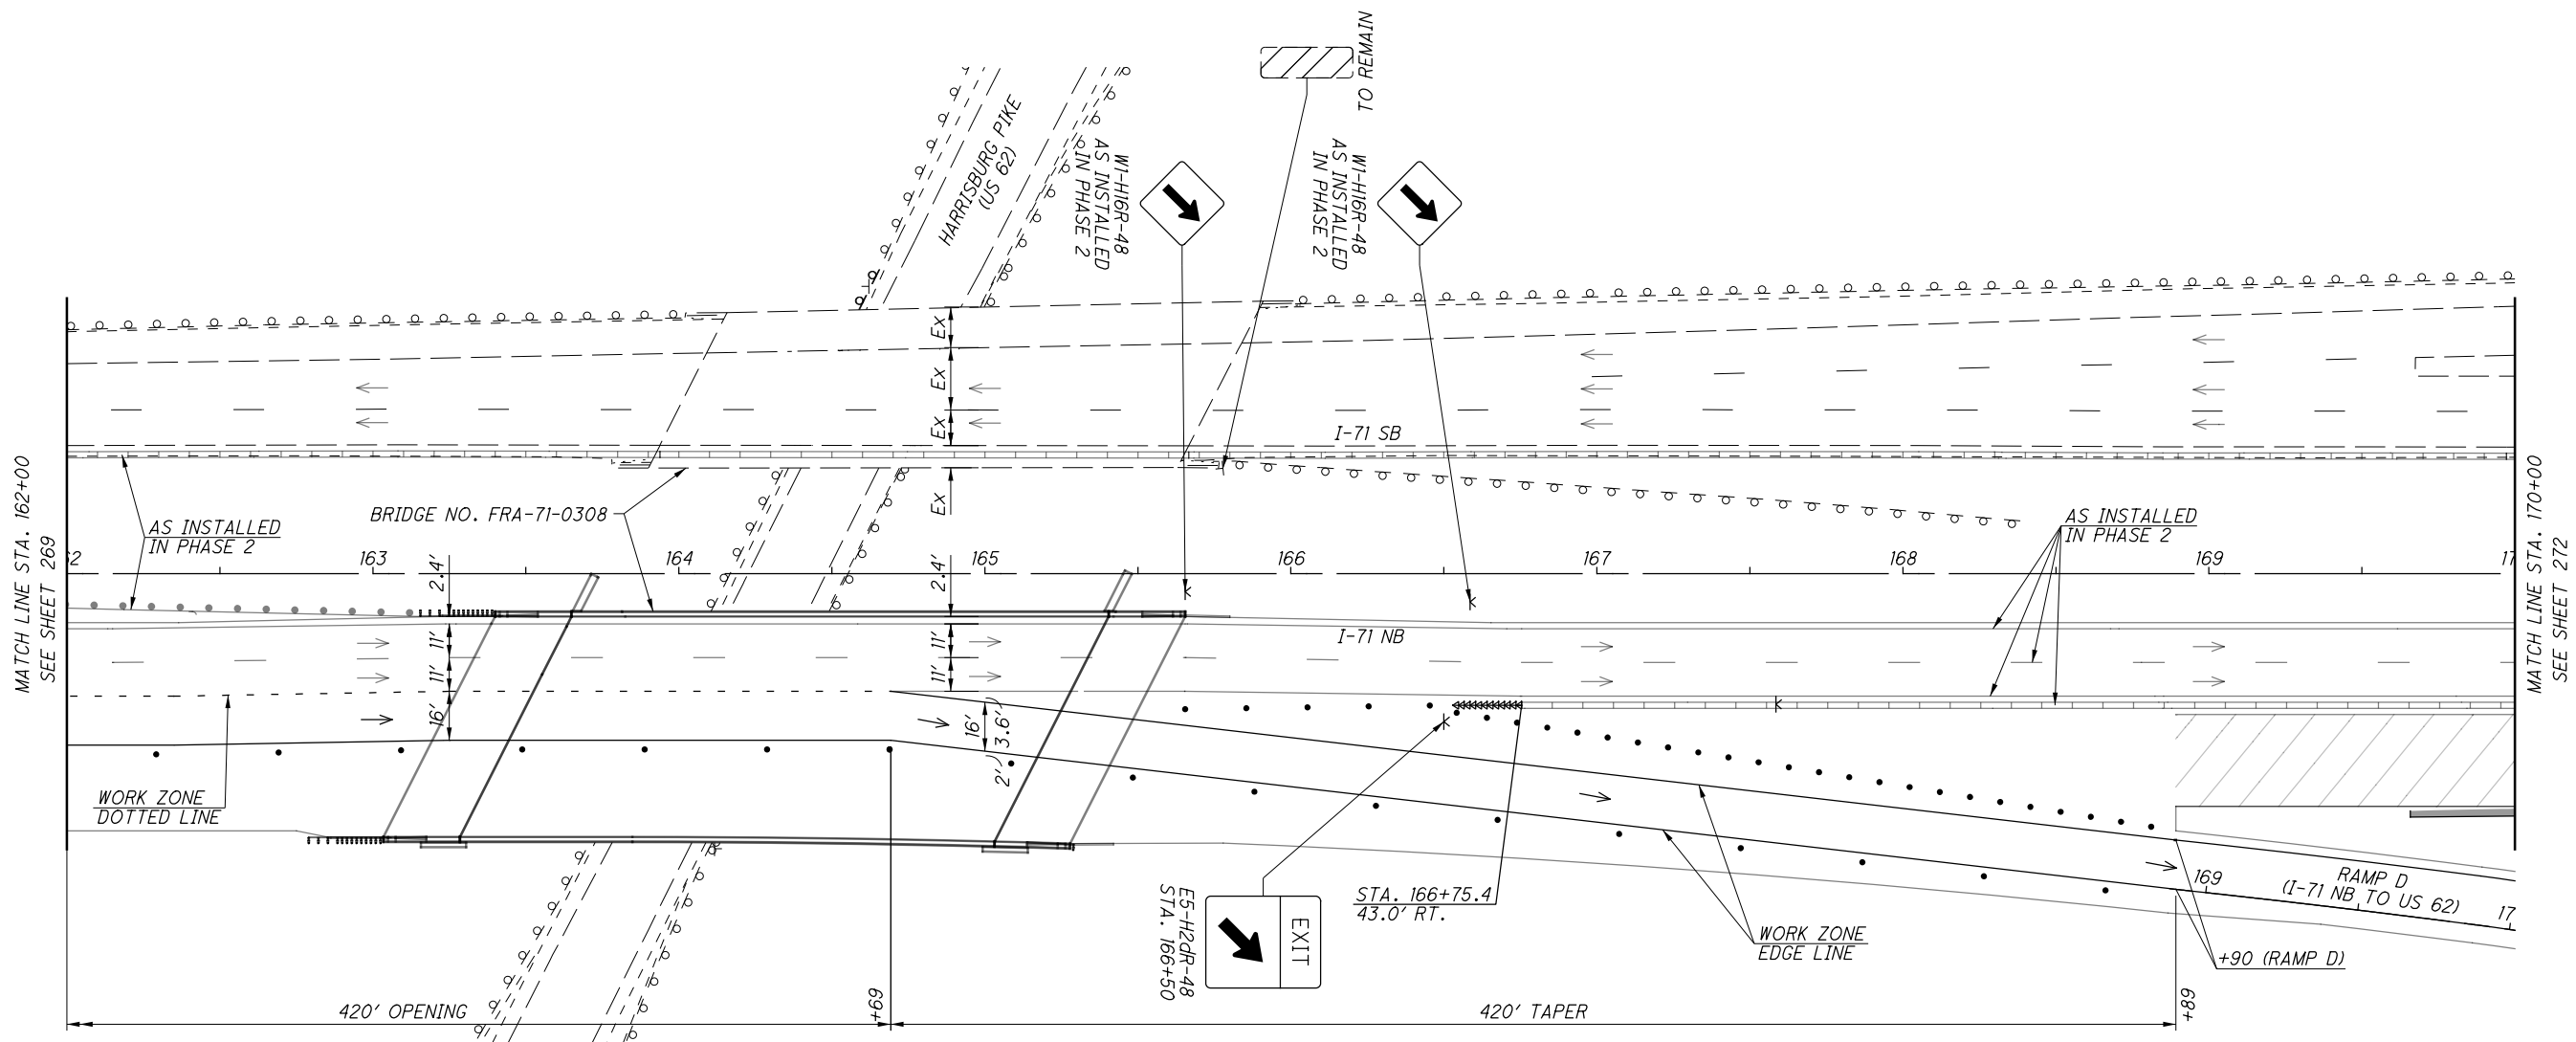 TO REMAIN
HARRISBURG PIKE
(US 62)
W1-H16R-48
AS INSTALLED
IN PHASE 2
W1-H16R-48
AS INSTALLED
IN PHASE 2
Ex
Ex
Ex
Ex
I-71 SB
MATCH LINE STA. 162+00
SEE SHEET 269
AS INSTALLED
IN PHASE 2
BRIDGE NO. FRA-71-0308
AS INSTALLED
IN PHASE 2
MATCH LINE STA. 170+00
SEE SHEET 272
62 163 164 165 166 167 168 169 17
2.4'
2.4'
11'
11'
16'
11'
11'
I-71 NB
16'
3.6'
2'
WORK ZONE
DOTTED LINE
EXIT
E5-H2dR-48
STA. 166+50
STA. 166+75.4
43.0' RT.
WORK ZONE
EDGE LINE
169
RAMP D
(I-71 NB TO US 62)
17
+90 (RAMP D)
420' OPENING
+69
420' TAPER
+89